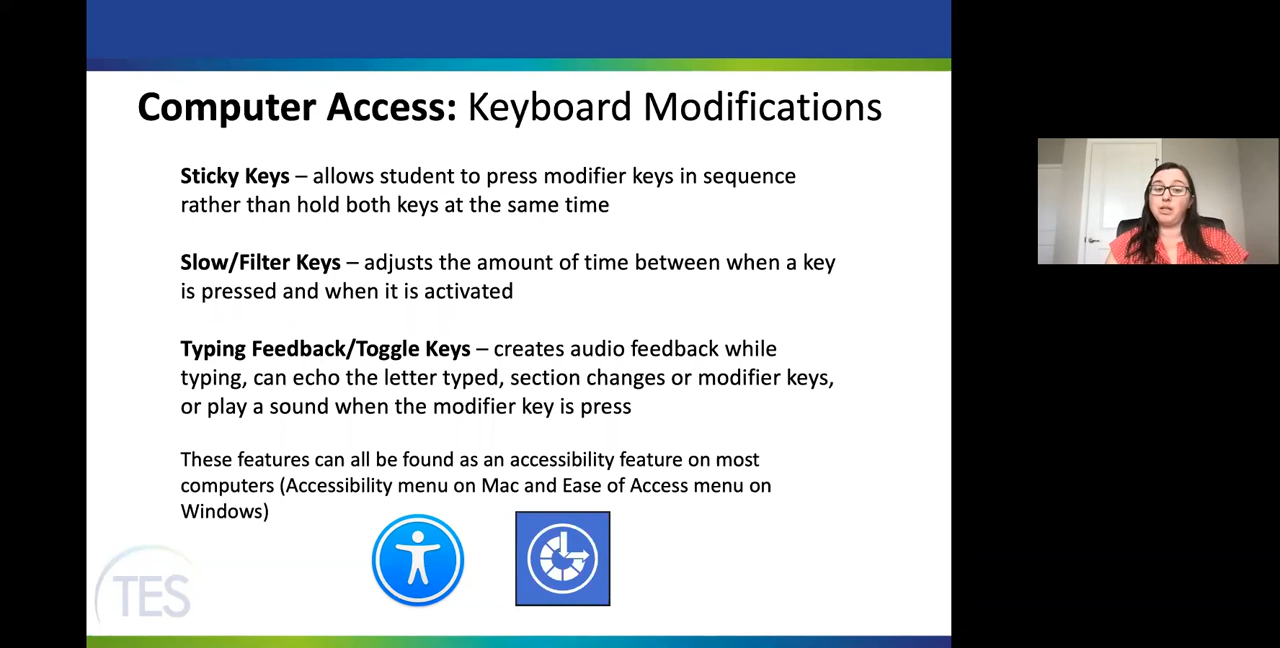 Computer Access: Keyboard Modifications
Sticky Keys – allows student to press modifier keys in sequence
rather than hold both keys at the same time
Slow/Filter Keys – adjusts the amount of time between when a key
is pressed and when it is activated
Typing Feedback/Toggle Keys – creates audio feedback while
typing, can echo the letter typed, section changes or modifier keys,
or play a sound when the modifier key is press
These features can all be found as an accessibility feature on most
computers (Accessibility menu on Mac and Ease of Access menu on
Windows)
TES